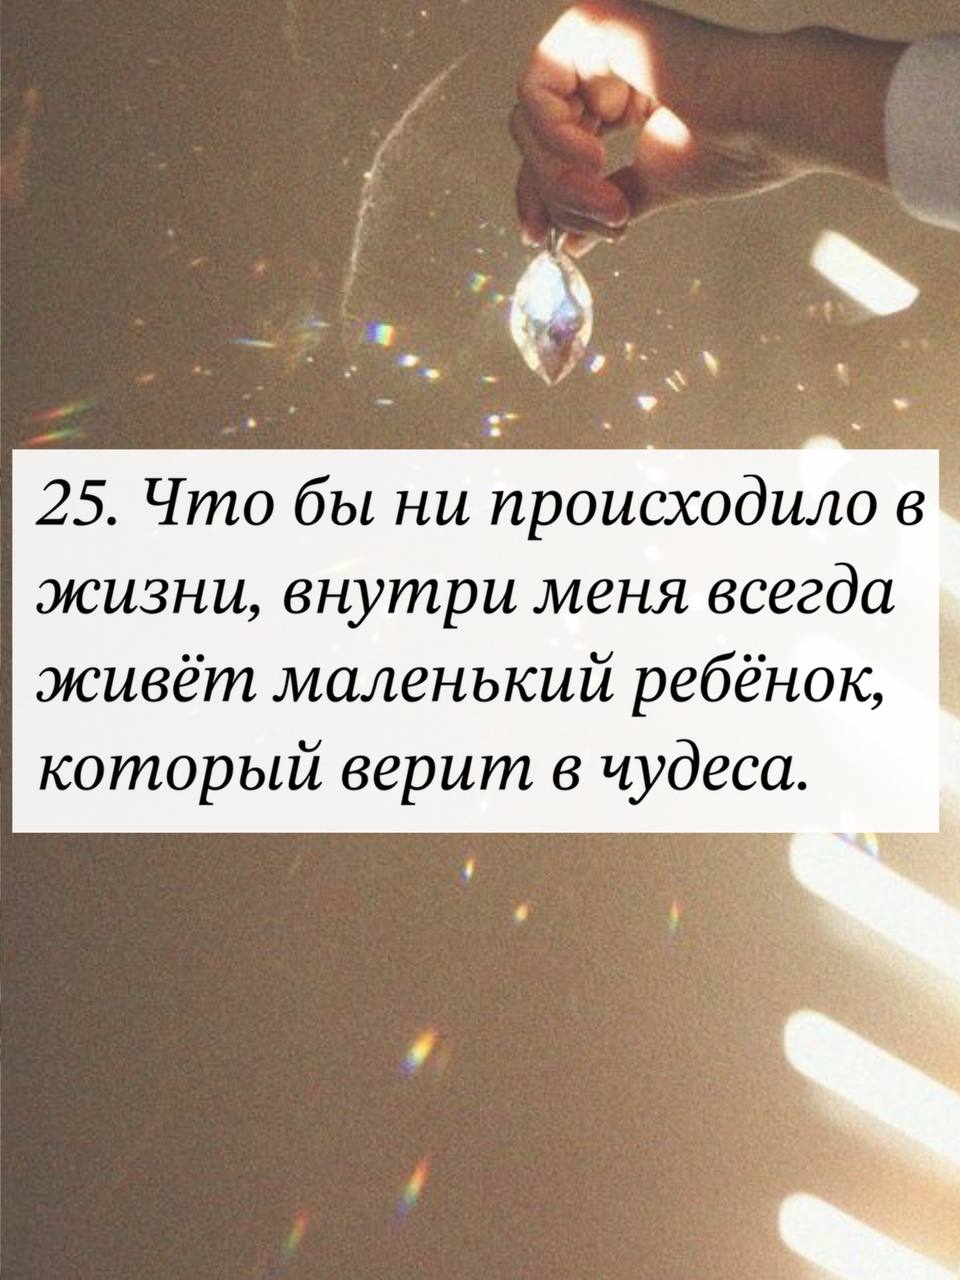 25. Что бы ни происходило в
жизни, внутри меня всегда
живёт маленький ребёнок,
который верит в чудеса.